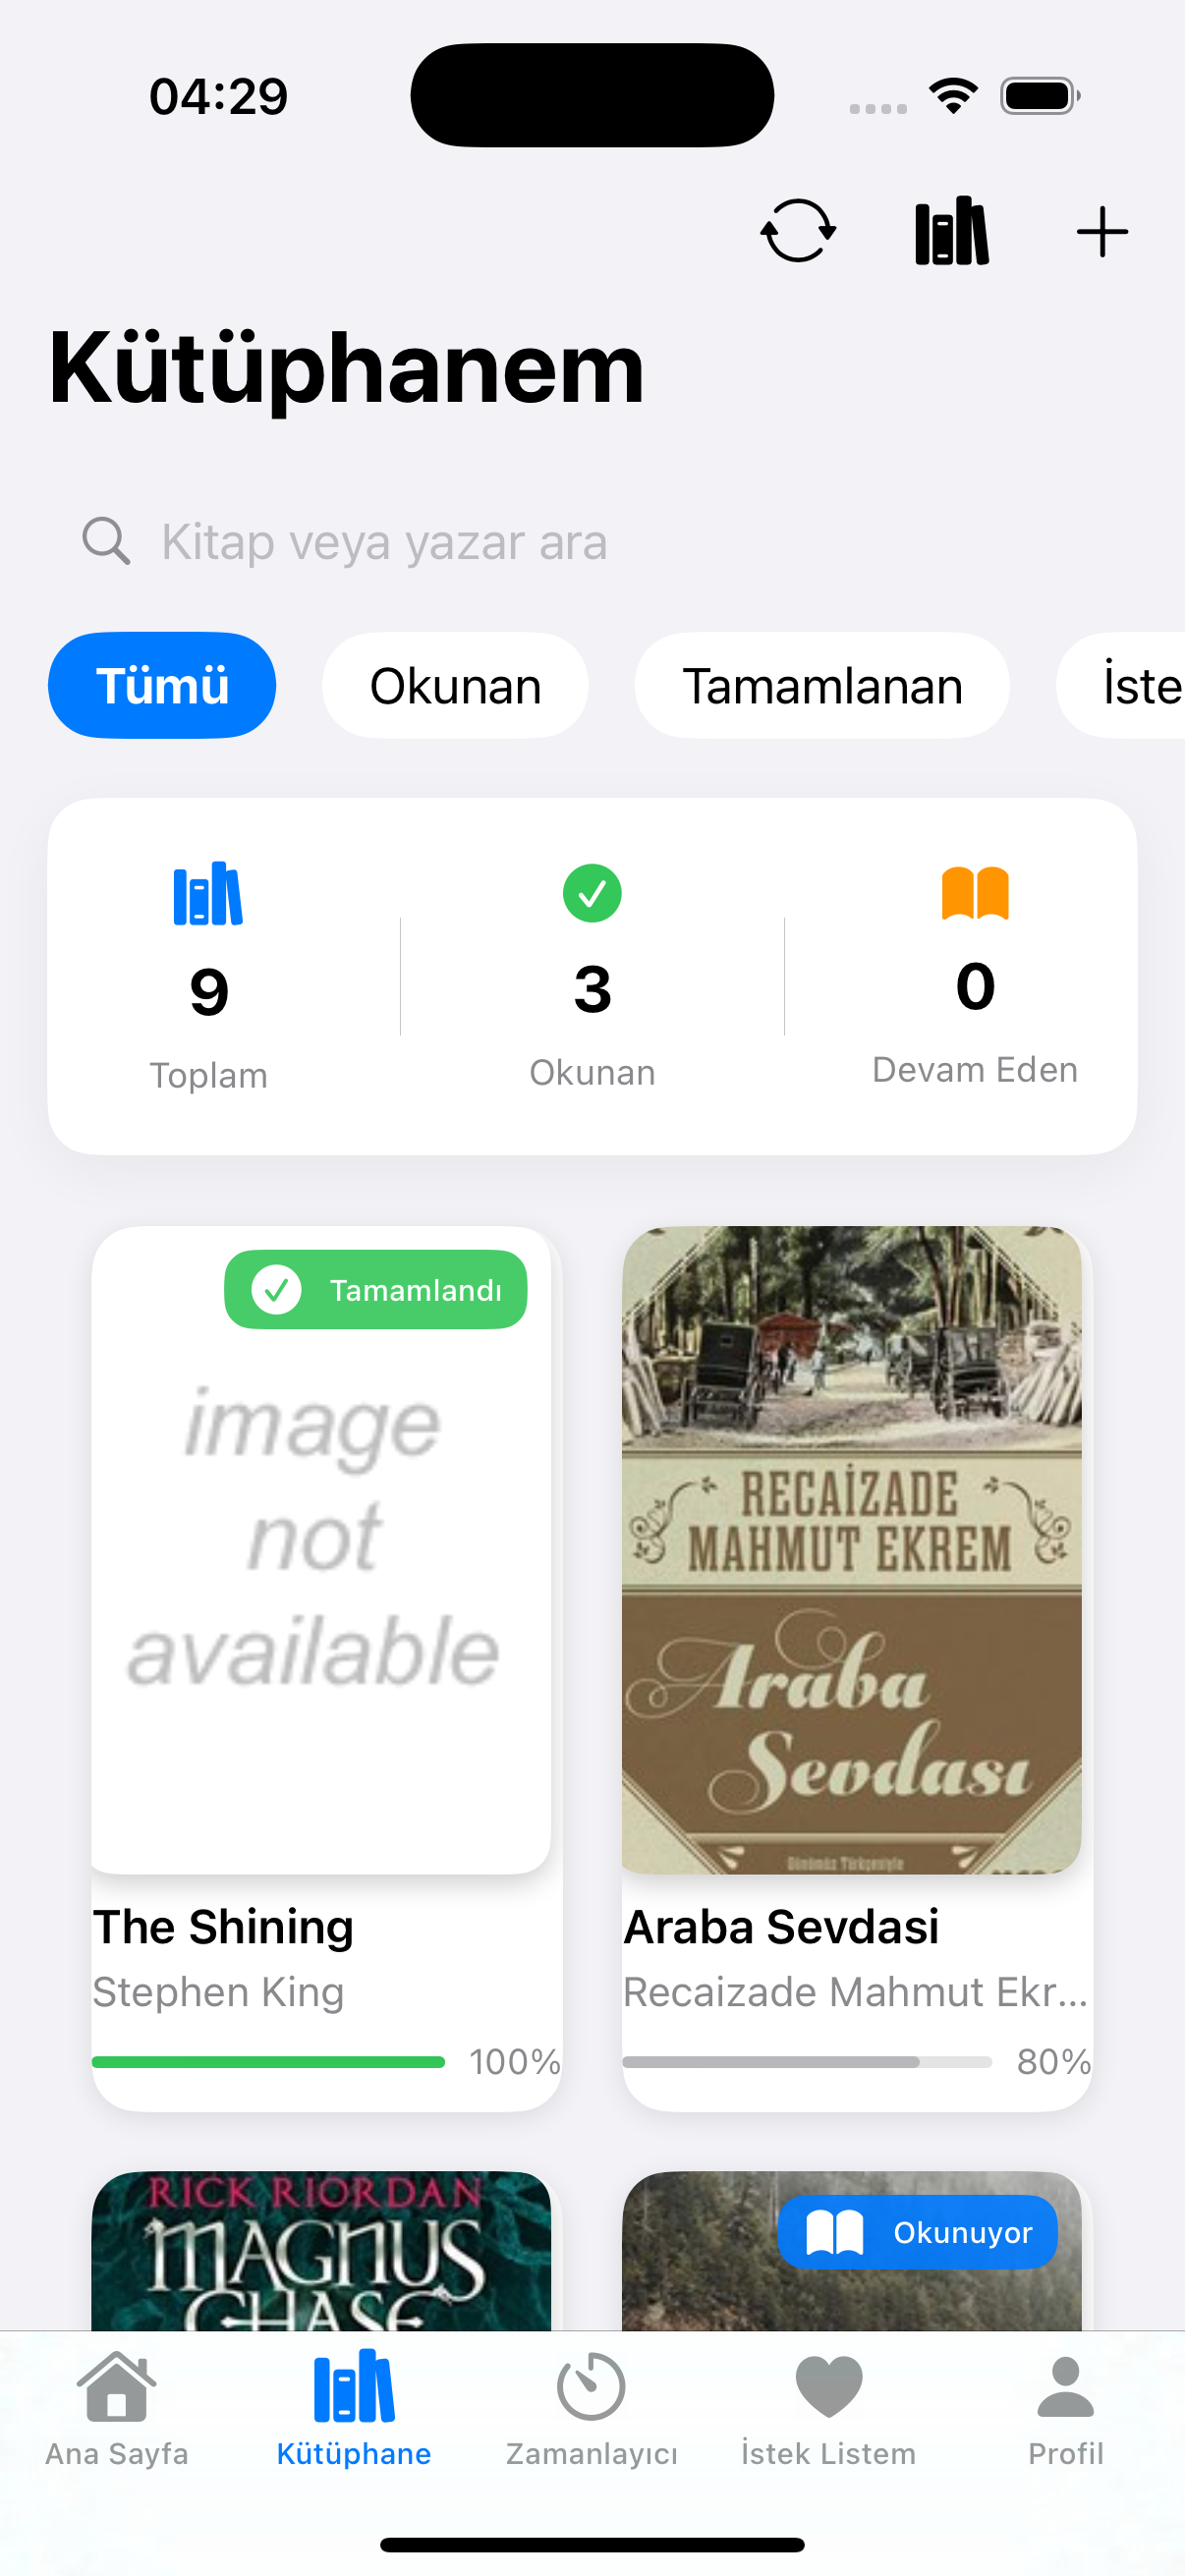 04:29
Kütüphanem
Kitap veya yazar ara
Tümü
Okunan
Tamamlanan
İste
9
3
0
Toplam
Okunan
Devam Eden
Tamamlandı
image
not
available
RECAİZADE
MAHMUT EKREM
Araba
Sevdası
Günümüz Türkçesiyle
The Shining
Stephen King
100%
Araba Sevdasi
Recaizade Mahmut Ekr...
80%
RICK RIORDAN
MAGNUS
CHASE
Okunuyor
Ana Sayfa
Kütüphane
Zamanlayıcı
İstek Listem
Profil